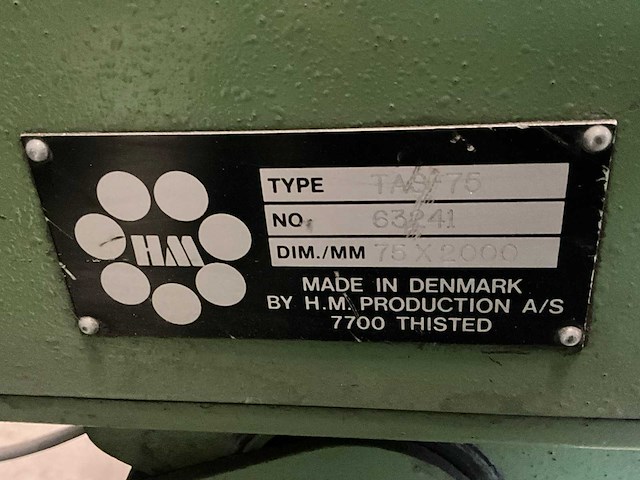 HM
TYPE TAS-75
NO. 63241
DIM./MM 75 X 2000
MADE IN DENMARK
BY H.M. PRODUCTION A/S
7700 THISTED